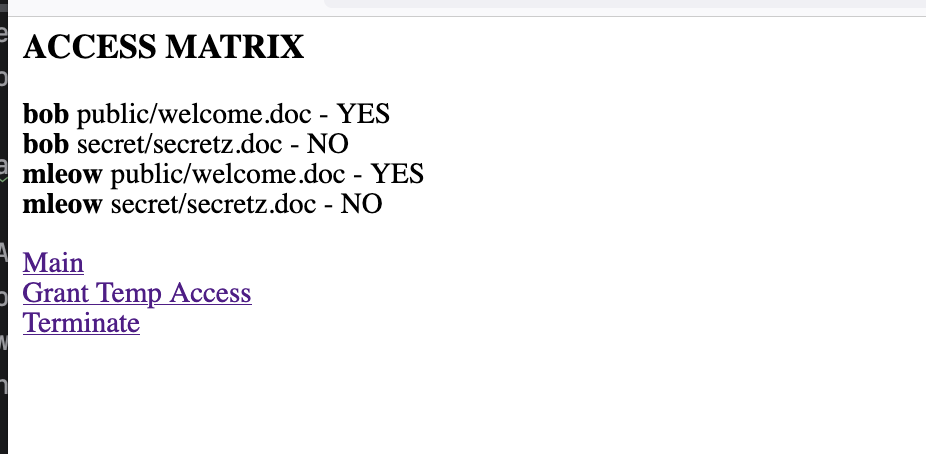 ACCESS MATRIX
bob public/welcome.doc - YES
bob secret/secretz.doc - NO
mleow public/welcome.doc - YES
mleow secret/secretz.doc - NO
Main
Grant Temp Access
Terminate